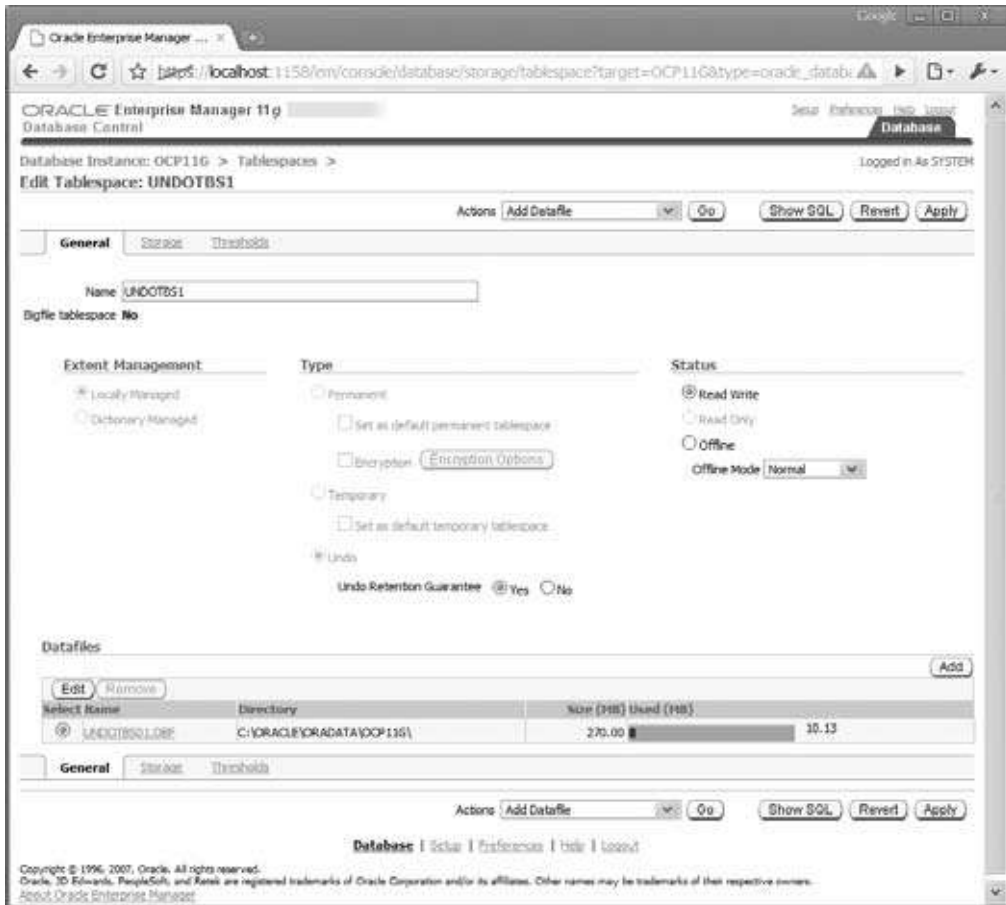 Google
Oracle Enterprise Manager ...
https://localhost:1158/em/console/database/storage/tablespace?target=OCP11G&type=oracle_datab
ORACLE Enterprise Manager 11g
Database Control
Setup Preferences Help Logout
Database
Database Instance: OCP11G > Tablespaces >
Logged in As SYSTEM
Edit Tablespace: UNDOTBS1
Actions Add Datafile Go Show SQL Revert Apply
General Storage Thresholds
Name UNDOTBS1
Bigfile tablespace No
Extent Management Type Status
Locally Managed Permanent Read Write
Dictionary Managed Set as default permanent tablespace Read Only
Encryption Encryption Options Offline
Offline Mode Normal
Temporary
Set as default temporary tablespace
Undo
Undo Retention Guarantee Yes No
Datafiles
Add
Edit Remove
Select Name Directory Size (MB) Used (MB)
UNDOTBS01.DBF C:\ORACLE\ORADATA\OCP11G\ 270.00 10.13
General Storage Thresholds
Actions Add Datafile Go Show SQL Revert Apply
Database | Setup | Preferences | Help | Logout
Copyright © 1996, 2007, Oracle. All rights reserved.
Oracle, JD Edwards, PeopleSoft, and Retek are registered trademarks of Oracle Corporation and/or its affiliates. Other names may be trademarks of their respective owners.
About Oracle Enterprise Manager